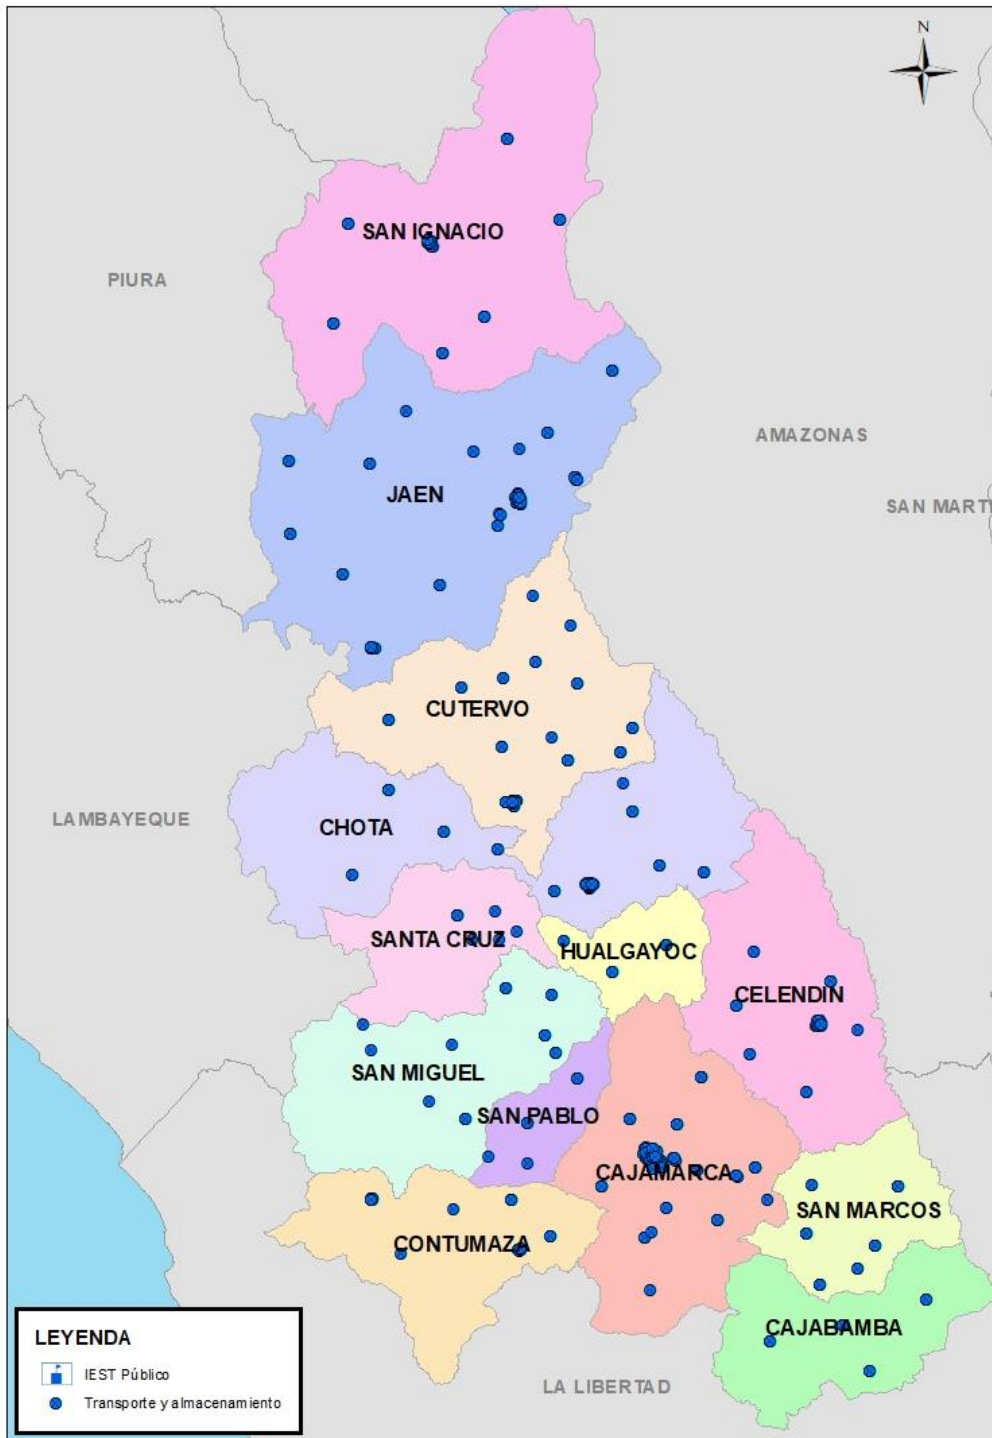 N
SAN IGNACIO
PIURA
AMAZONAS
JAEN
SAN MARTI
CUTERVO
LAMBAYEQUE
CHOTA
SANTA CRUZ
HUALGAYOC
CELENDIN
SAN MIGUEL
SAN PABLO
CAJAMARCA
SAN MARCOS
CONTUMAZA
CAJABAMBA
LA LIBERTAD
LEYENDA
IEST Público
Transporte y almacenamiento